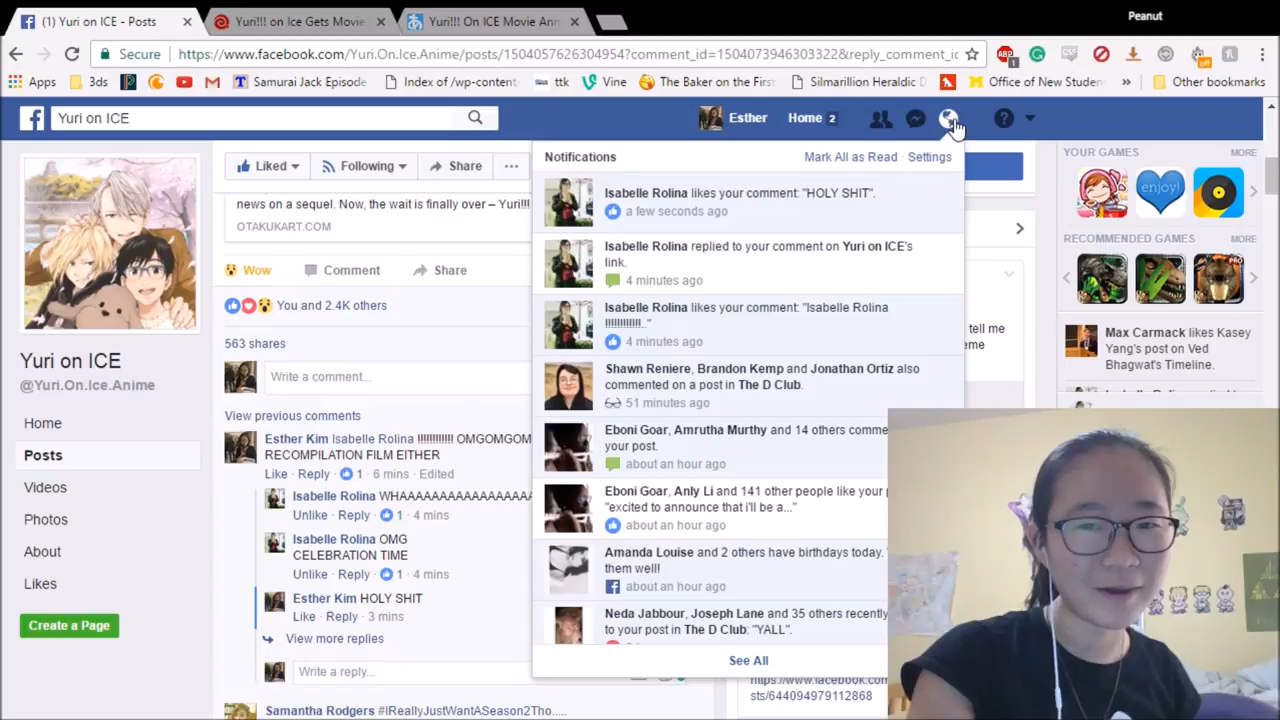 (1) Yuri on ICE - Posts
Yuri!!! on Ice Gets Movie
Yuri!!! On ICE Movie Ann
Peanut
Secure
https://www.facebook.com/Yuri.On.Ice.Anime/posts/1504057626304954?comment_id=1504073946303322&reply_comment_ic
Apps
3ds
Samurai Jack Episode
Index of /wp-content
ttk
Vine
The Baker on the First
Silmarillion Heraldic D
Office of New Studen
»
Other bookmarks
Yuri on ICE
Esther
Home 2
Liked
Following
Share
...
news on a sequel. Now, the wait is finally over – Yuri!!!
OTAKUKART.COM
Wow
Comment
Share
You and 2.4K others
563 shares
Write a comment...
View previous comments
Esther Kim Isabelle Rolina !!!!!!!!!!!! OMGOMGOM
RECOMPILATION FILM EITHER
Like · Reply · 1 · 6 mins · Edited
Isabelle Rolina WHAAAAAAAAAAAAAAAAA
Unlike · Reply · 1 · 4 mins
Isabelle Rolina OMG
CELEBRATION TIME
Unlike · Reply · 1 · 4 mins
Esther Kim HOLY SHIT
Like · Reply · 3 mins
View more replies
Write a reply...
Samantha Rodgers #IReallyJustWantASeason2Tho.....
Yuri on ICE
@Yuri.On.Ice.Anime
Home
Posts
Videos
Photos
About
Likes
Create a Page
Notifications
Mark All as Read · Settings
Isabelle Rolina likes your comment: "HOLY SHIT".
a few seconds ago
Isabelle Rolina replied to your comment on Yuri on ICE's
link.
4 minutes ago
Isabelle Rolina likes your comment: "Isabelle Rolina
!!!!!!!!!!!!.."
4 minutes ago
Shawn Reniere, Brandon Kemp and Jonathan Ortiz also
commented on a post in The D Club.
51 minutes ago
Eboni Goar, Amrutha Murthy and 14 others comme
your post.
about an hour ago
Eboni Goar, Anly Li and 141 other people like your
"excited to announce that i'll be a..."
about an hour ago
Amanda Louise and 2 others have birthdays today.
them well!
about an hour ago
Neda Jabbour, Joseph Lane and 35 others recently
to your post in The D Club: "YALL".
See All
tell me
eme
https://www.facebook.com
sts/644094979112868
YOUR GAMES
MORE
enjoy!
RECOMMENDED GAMES
MORE
PRO
Max Carmack likes Kasey
Yang's post on Ved
Bhagwat's Timeline.